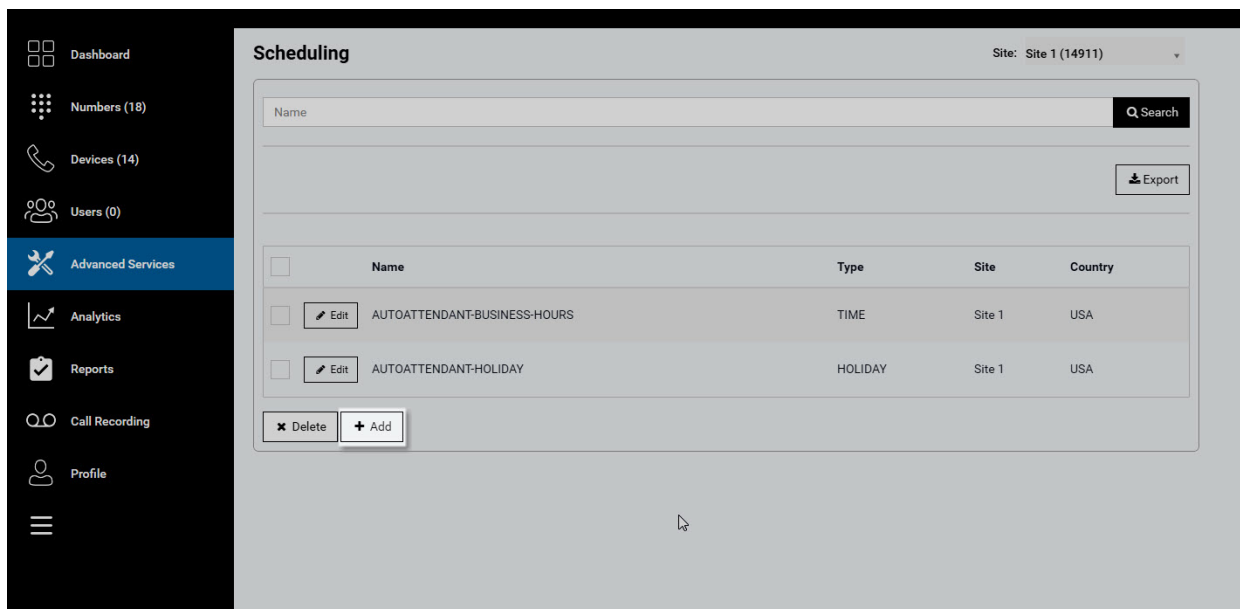 Dashboard
Numbers (18)
Devices (14)
Users (0)
Advanced Services
Analytics
Reports
Call Recording
Profile
Scheduling
Site: Site 1 (14911)
Name
Search
Export
Name Type Site Country
Edit AUTOATTENDANT-BUSINESS-HOURS TIME Site 1 USA
Edit AUTOATTENDANT-HOLIDAY HOLIDAY Site 1 USA
Delete Add